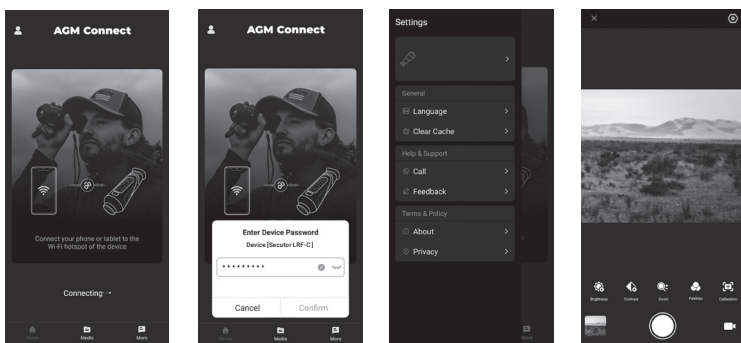 AGM Connect
Connect your phone or tablet to the
Wi-Fi hotspot of the device
Connecting···
Home
Media
More
AGM Connect
Enter Device Password
Device [Secutor LRF-C]
•••••••••
Cancel
Confirm
Home
Media
More
Settings
General
Language
Clear Cache
Help & Support
Call
Feedback
Terms & Policy
About
Privacy
More
Brightness
Contrast
Zoom
Palettes
Calibration